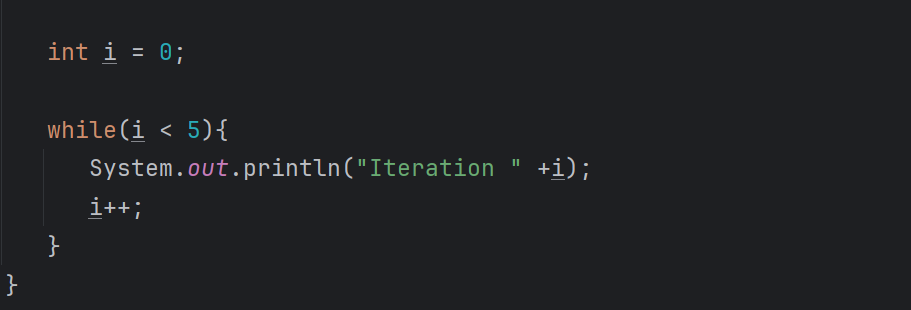 int i = 0;
while(i < 5){
System.out.println("Iteration " +i);
i++;
}
}